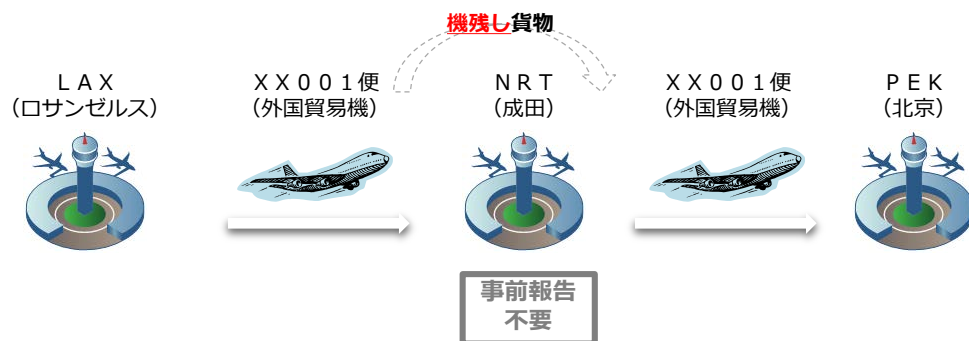 機残し貨物
ＬＡＸ
（ロサンゼルス）
ＸＸ００１便
（外国貿易機）
ＮＲＴ
（成田）
ＸＸ００１便
（外国貿易機）
ＰＥＫ
（北京）
事前報告
不要